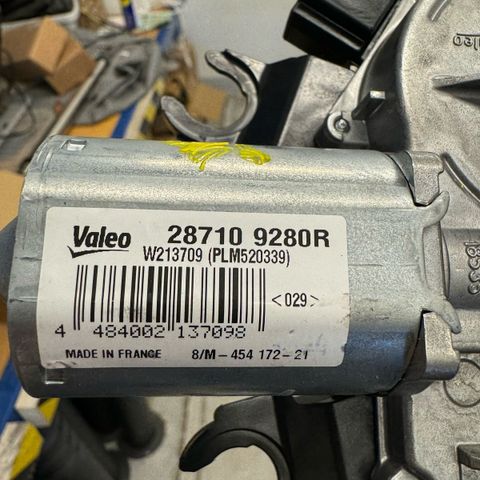 Valeo 28710 9280R
W213709 (PLM520339)
<029>
4 484002 137098
MADE IN FRANCE 8/M-454 172-21